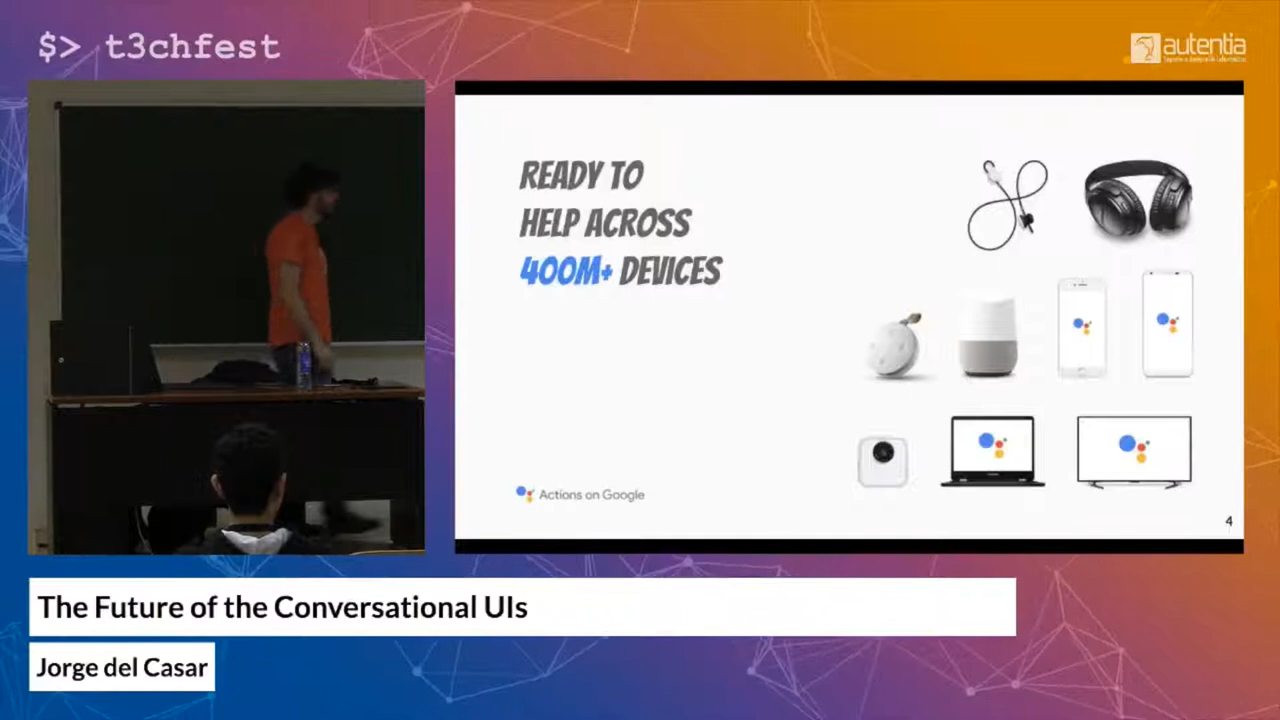 $> t3chfest
autentia
READY TO
HELP ACROSS
400M+ DEVICES
Actions on Google
4
The Future of the Conversational UIs
Jorge del Casar